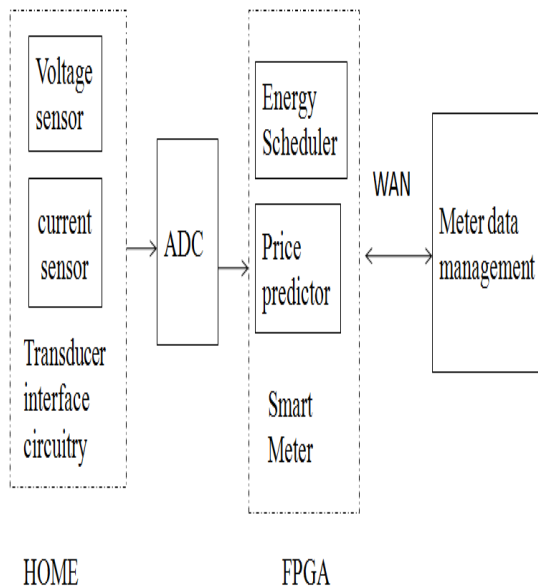 Voltage
sensor
current
sensor
Transducer
interface
circuitry
HOME
ADC
Energy
Scheduler
Price
predictor
Smart
Meter
FPGA
WAN
Meter data
management